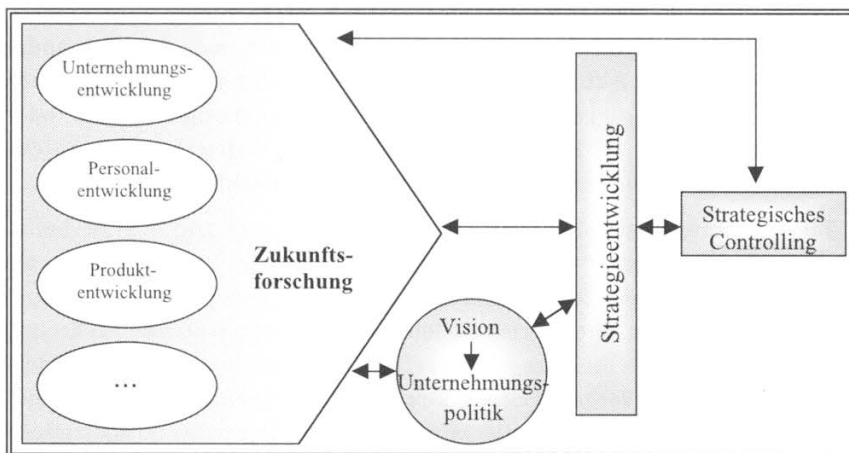 Unternehmungs-
entwicklung
Personal-
entwicklung
Produkt-
entwicklung
...
Zukunfts-
forschung
Vision
Unternehmungs-
politik
Strategieentwicklung
Strategisches
Controlling